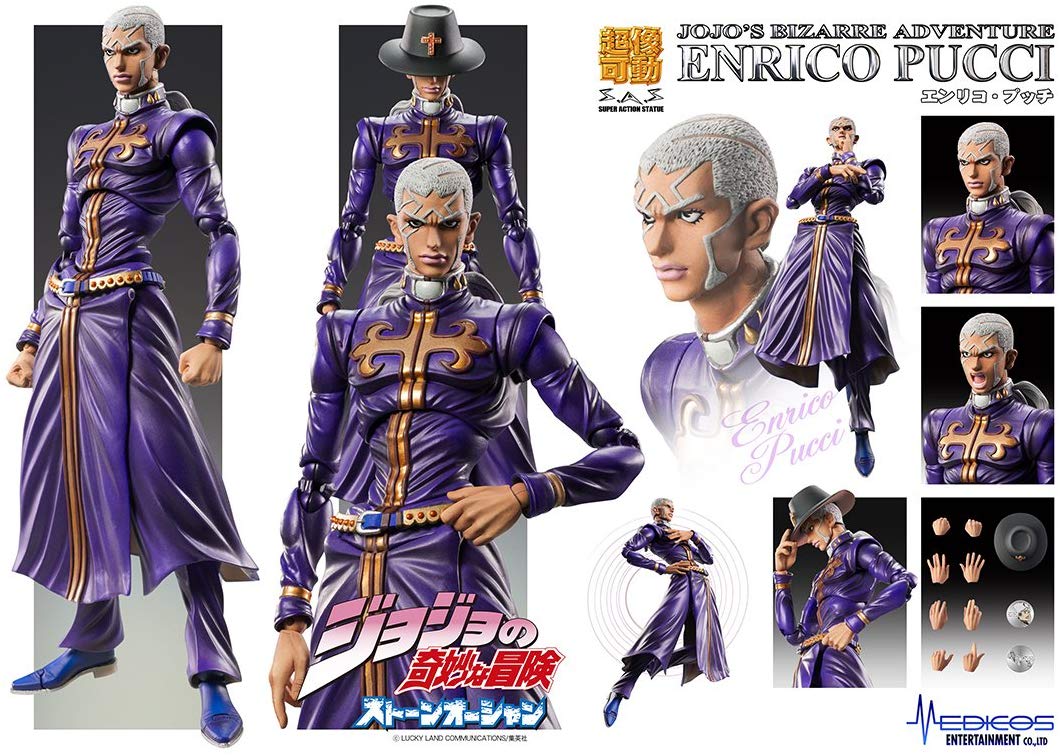 超像
可動
S.A.S
SUPER ACTION STATUE
JOJO'S BIZARRE ADVENTURE
ENRICO PUCCI
エンリコ・プッチ
Enrico
Pucci
ジョジョの
奇妙な冒険
ストーンオーシャン
© LUCKY LAND COMMUNICATIONS/集英社
MEDICOS
ENTERTAINMENT CO.,LTD